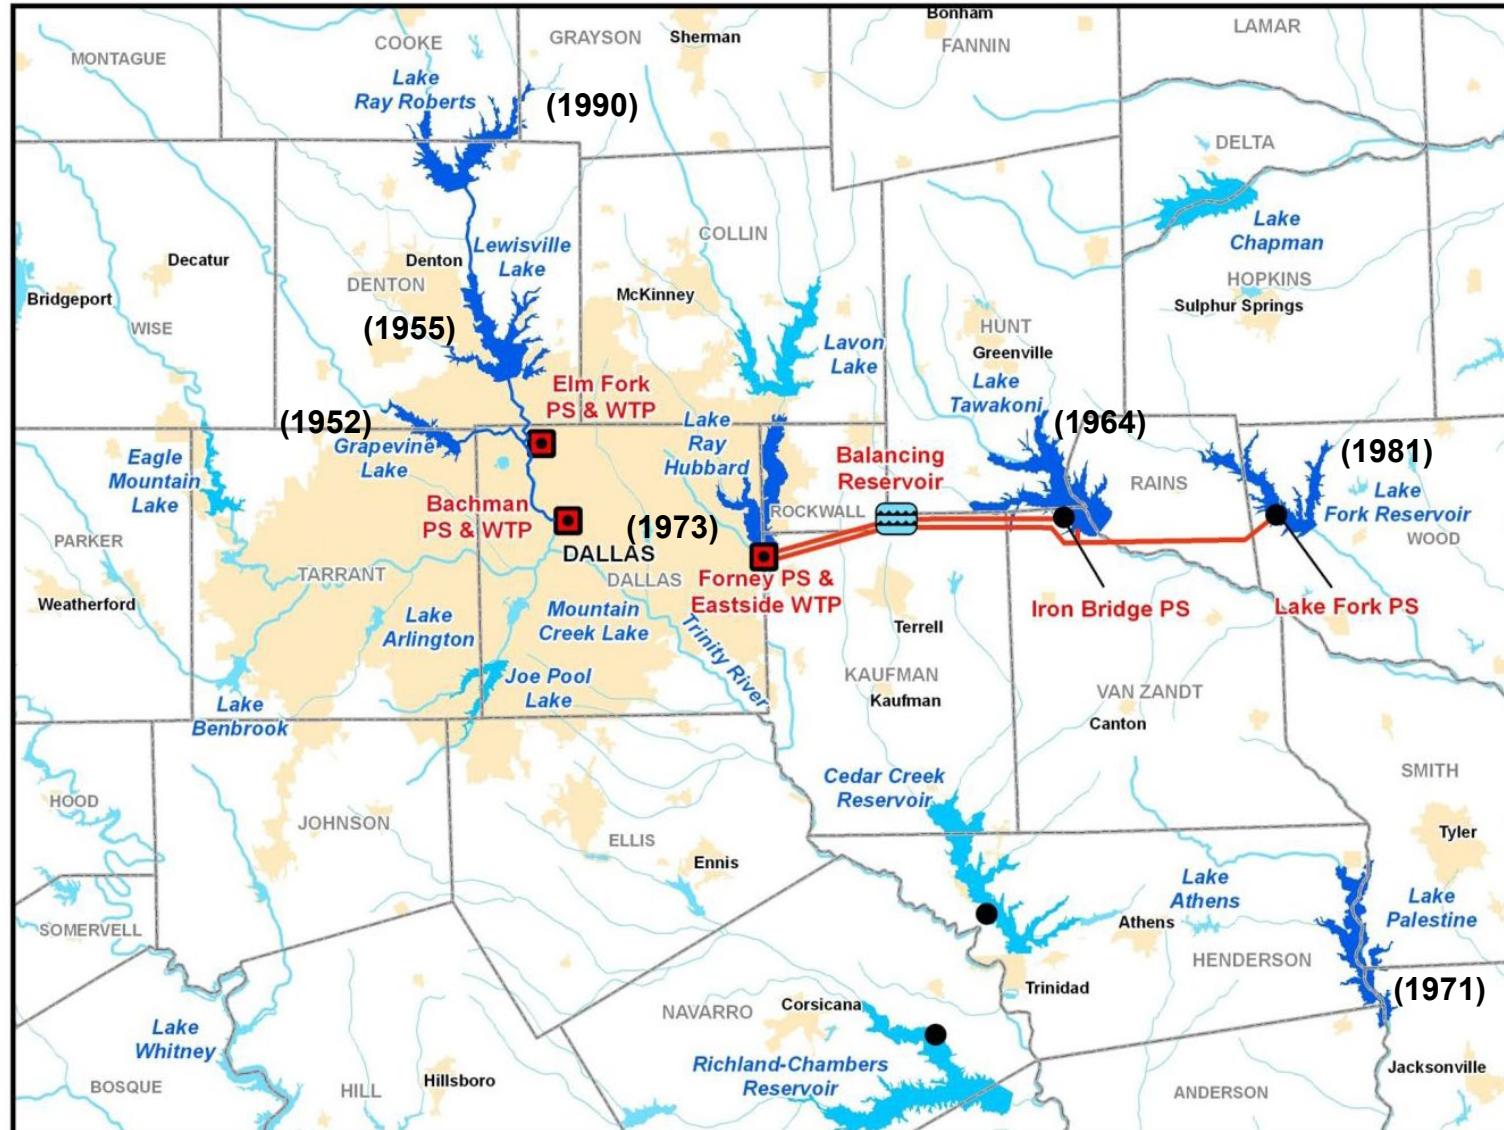 Bonham
LAMAR
COOKE
GRAYSON
Sherman
FANNIN
MONTAGUE
Lake
Ray Roberts
(1990)
DELTA
Lake
Chapman
COLLIN
Lewisville
Lake
Decatur
Denton
DENTON
HOPKINS
Sulphur Springs
Bridgeport
McKinney
WISE
(1955)
HUNT
Greenville
Lavon
Lake
Lake
Tawakoni
Elm Fork
PS & WTP
(1952)
Grapevine
Lake
Lake
Ray
Hubbard
(1964)
Balancing
Reservoir
(1981)
Eagle
Mountain
Lake
RAINS
Lake
Fork Reservoir
Bachman
PS & WTP
(1973)
ROCKWALL
WOOD
PARKER
DALLAS
TARRANT
DALLAS
Forney PS &
Eastside WTP
Weatherford
Lake
Arlington
Mountain
Creek Lake
Iron Bridge PS
Lake Fork PS
Terrell
Trinity River
KAUFMAN
Kaufman
Joe Pool
Lake
VAN ZANDT
Canton
Lake
Benbrook
Cedar Creek
Reservoir
SMITH
HOOD
JOHNSON
ELLIS
Tyler
Ennis
Lake
Athens
Lake
Palestine
SOMERVELL
Athens
HENDERSON
Trinidad
(1971)
NAVARRO
Corsicana
Lake
Whitney
Richland-Chambers
Reservoir
Jacksonville
BOSQUE
HILL
Hillsboro
ANDERSON